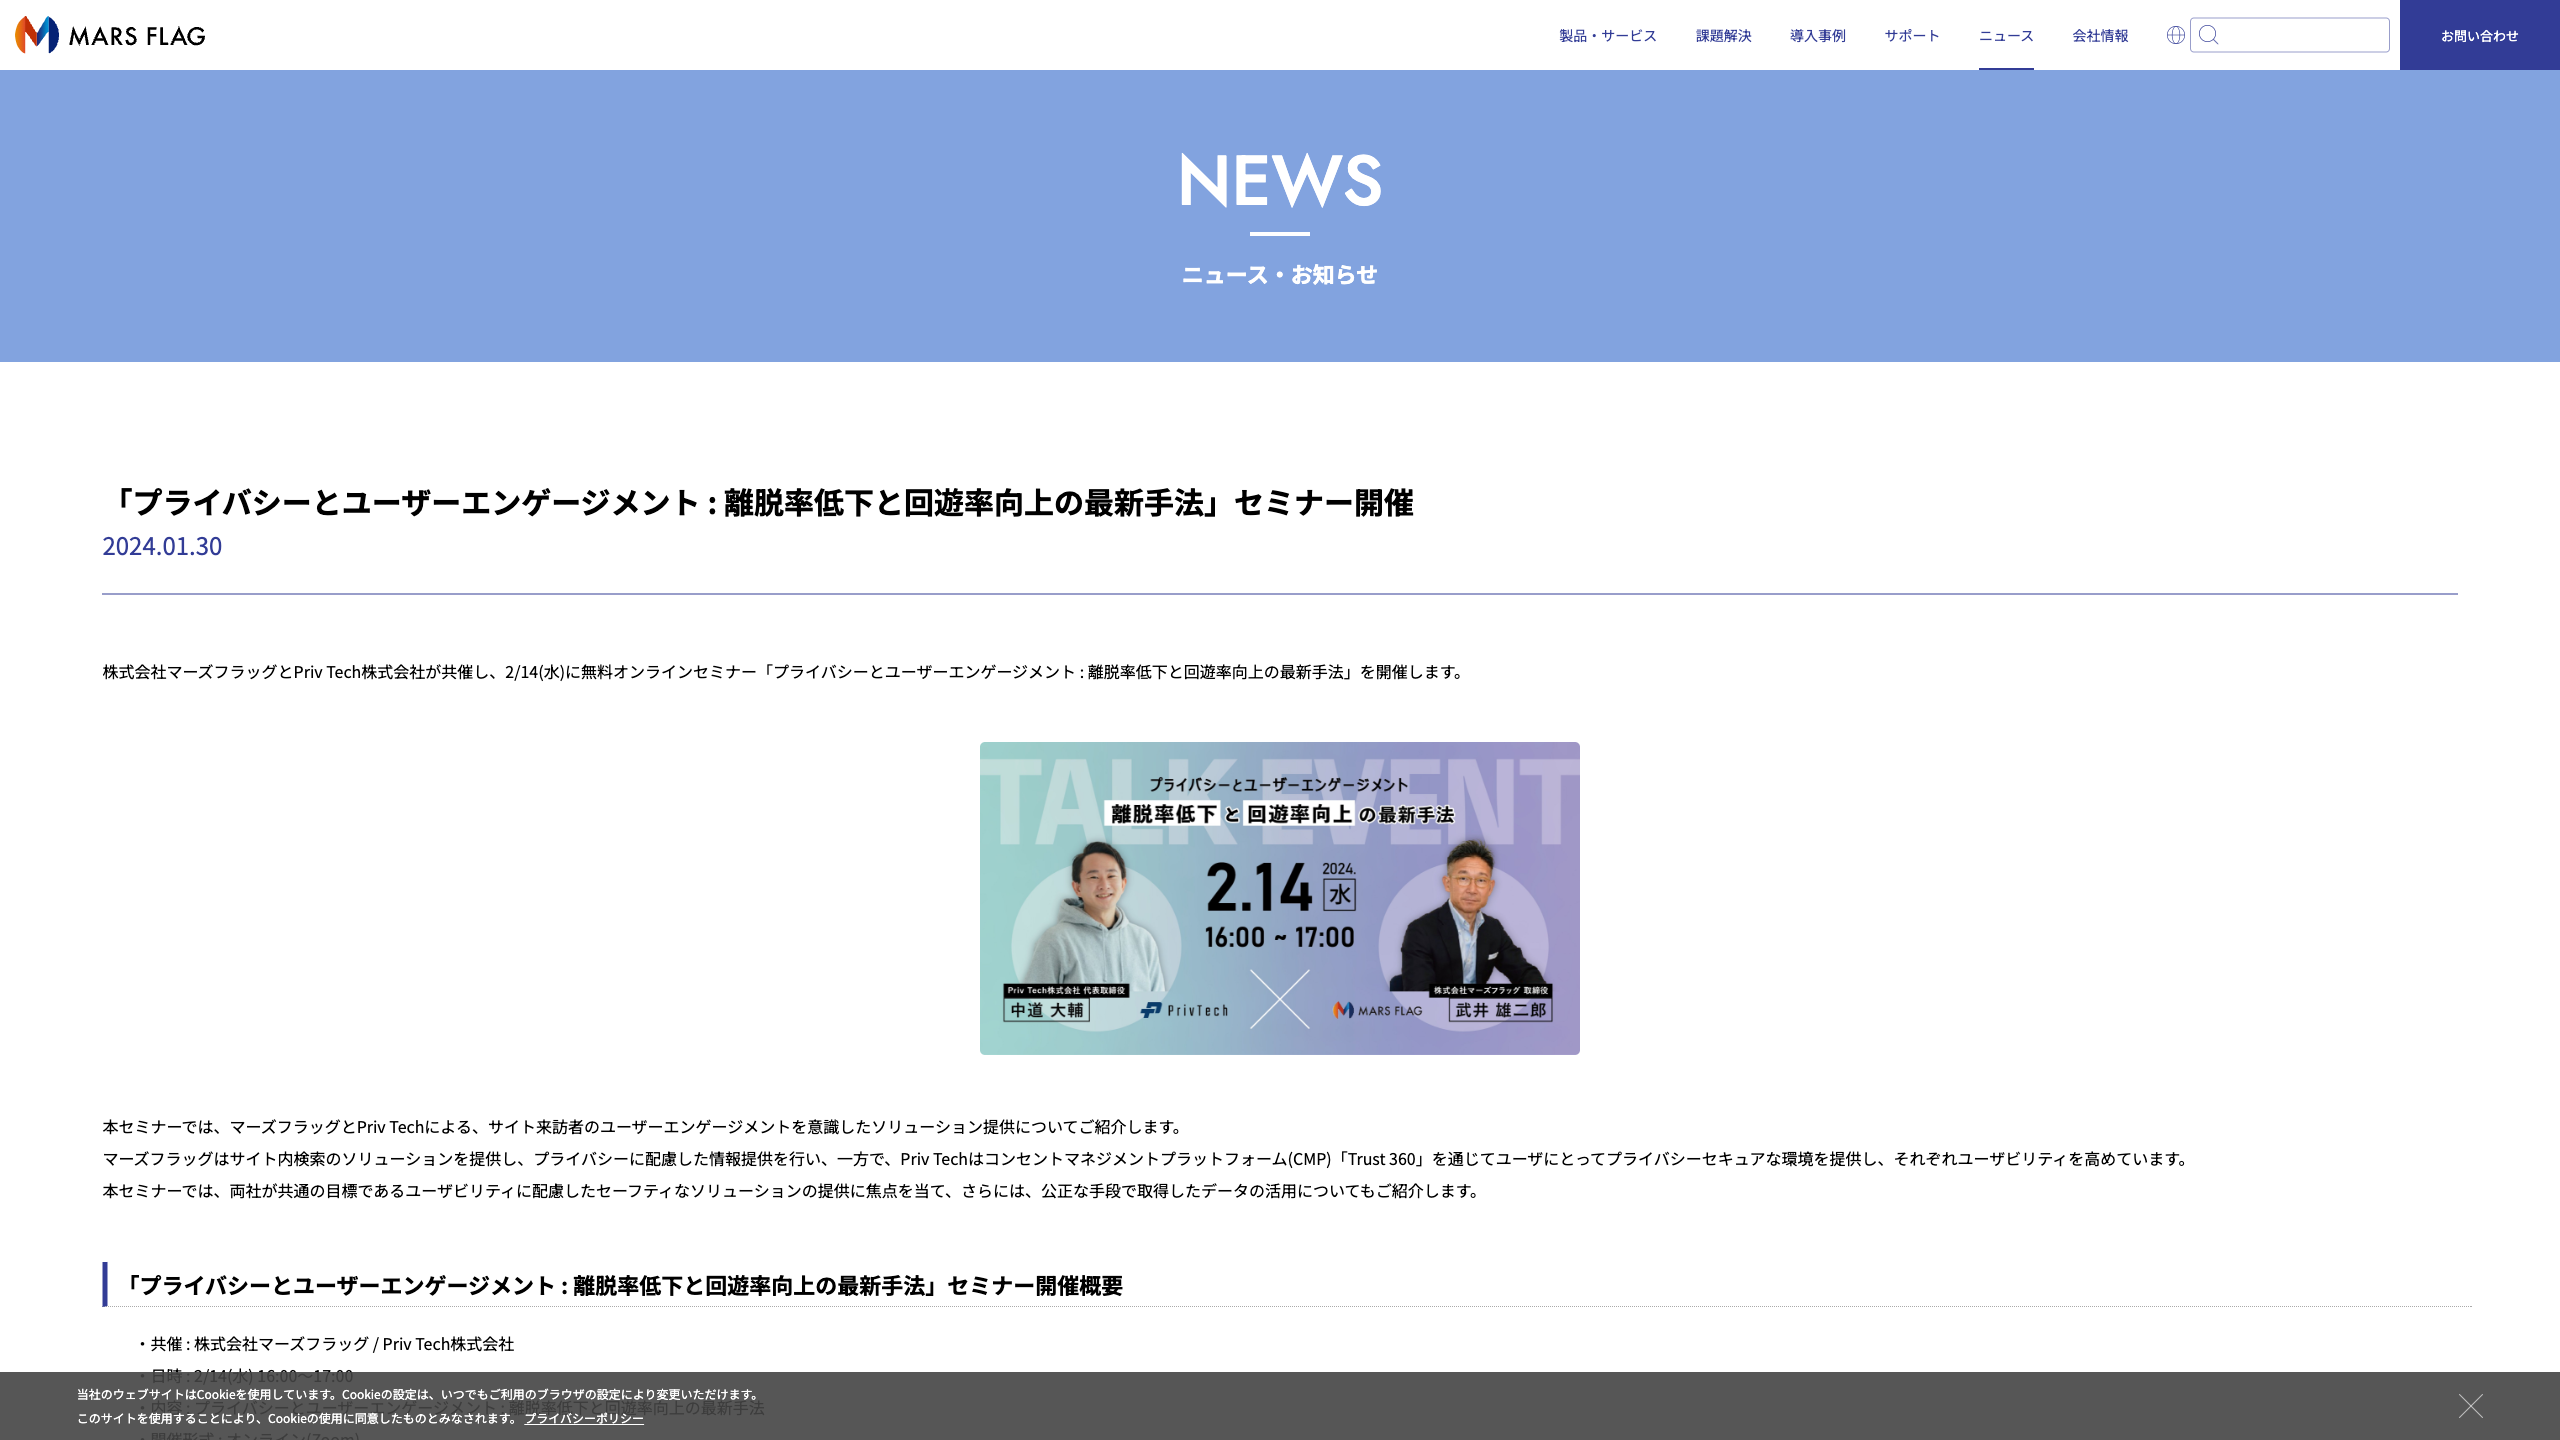 MARS FLAG
製品・サービス
課題解決
導入事例
サポート
ニュース
会社情報
お問い合わせ
NEWS
ニュース・お知らせ
「プライバシーとユーザーエンゲージメント : 離脱率低下と回遊率向上の最新手法」セミナー開催
2024.01.30
株式会社マーズフラッグとPriv Tech株式会社が共催し、2/14(水)に無料オンラインセミナー「プライバシーとユーザーエンゲージメント : 離脱率低下と回遊率向上の最新手法」を開催します。
TALK EVENT
プライバシーとユーザーエンゲージメント
離脱率低下 と 回遊率向上 の最新手法
2.14 2024. 水
16:00 ~ 17:00
Priv Tech株式会社 代表取締役
中道 大輔
PrivTech
MARS FLAG
株式会社マーズフラッグ 取締役
武井 雄二郎
本セミナーでは、マーズフラッグとPriv Techによる、サイト来訪者のユーザーエンゲージメントを意識したソリューション提供についてご紹介します。
マーズフラッグはサイト内検索のソリューションを提供し、プライバシーに配慮した情報提供を行い、一方で、Priv Techはコンセントマネジメントプラットフォーム(CMP)「Trust 360」を通じてユーザにとってプライバシーセキュアな環境を提供し、それぞれユーザビリティを高めています。
本セミナーでは、両社が共通の目標であるユーザビリティに配慮したセーフティなソリューションの提供に焦点を当て、さらには、公正な手段で取得したデータの活用についてもご紹介します。
「プライバシーとユーザーエンゲージメント : 離脱率低下と回遊率向上の最新手法」セミナー開催概要
・共催 : 株式会社マーズフラッグ / Priv Tech株式会社
・日時 : 2/14(水) 16:00〜17:00
当社のウェブサイトはCookieを使用しています。Cookieの設定は、いつでもご利用のブラウザの設定により変更いただけます。
・内容 : プライバシーとユーザーエンゲージメント : 離脱率低下と回遊率向上の最新手法
このサイトを使用することにより、Cookieの使用に同意したものとみなされます。 プライバシーポリシー
・開催形式 : オンライン(Zoom)